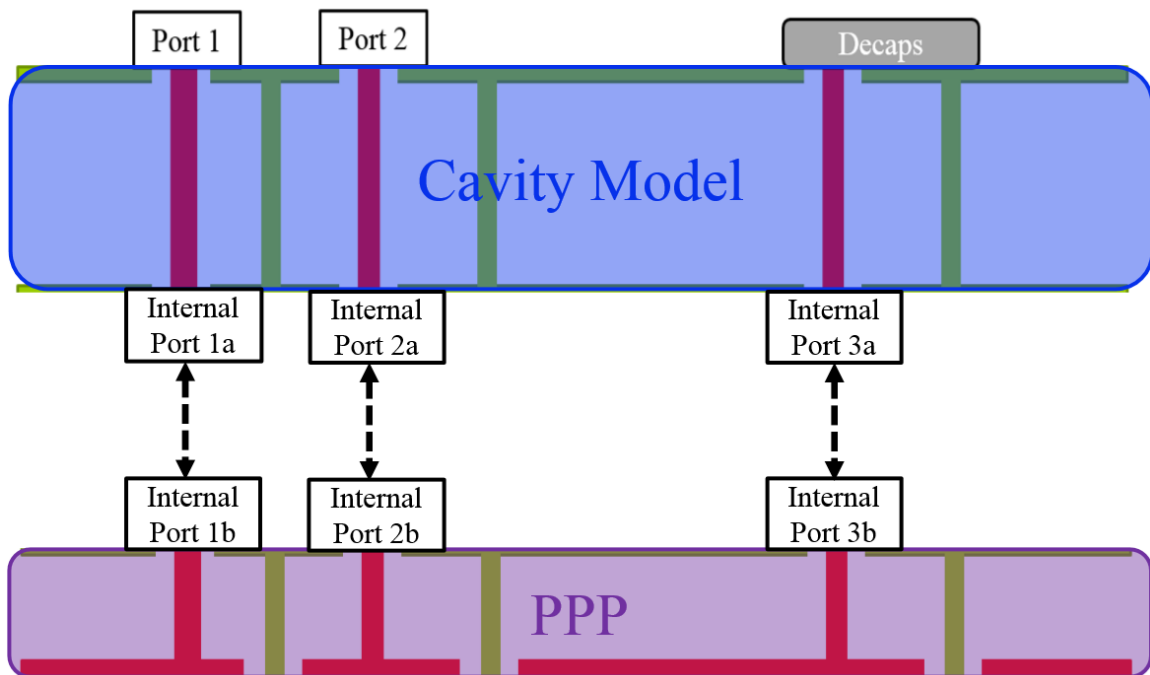 Port 1
Port 2
Decaps
Cavity Model
Internal
Port 1a
Internal
Port 2a
Internal
Port 3a
Internal
Port 1b
Internal
Port 2b
Internal
Port 3b
PPP